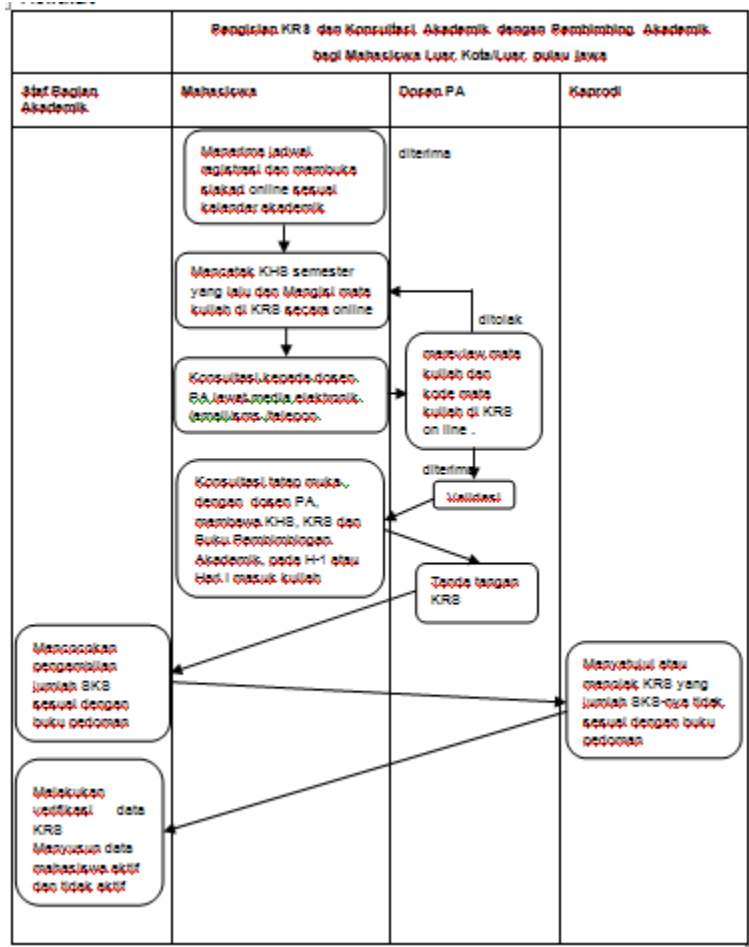 Pengisian KRS dan Konsultasi Akademik dengan Pembimbing Akademik
bagi Mahasiswa Luar Kota/Luar pulau jawa
Staf Bagian
Akademik
Mahasiswa
Dosen PA
Kaprodi
Menerima jadwal
registrasi dan membuka
siakad online sesuai
kalender akademik
diterima
Mencetak KHS semester
yang lalu dan Mengisi mata
kuliah di KRS secara online
ditolak
mereview mata
kuliah dan
kode mata
kuliah di KRS
on line .
Konsultasi kepada dosen
PA lewat media elektronik
(email/sms /telepon.
diterima
Validasi
Konsultasi tatap muka
dengan dosen PA,
membawa KHS, KRS dan
Buku Pembimbingan
Akademik pada H-1 atau
Hari I masuk kuliah
Tanda tangan
KRS
Mencocokan
pengambilan
jumlah SKS
sesuai dengan
buku pedoman
Menyetujui atau
menolak KRS yang
jumlah SKS-nya tidak
sesuai dengan buku
pedoman
Melakukan
verifikasi data
KRS
Menyusun data
mahasiswa aktif
dan tidak aktif